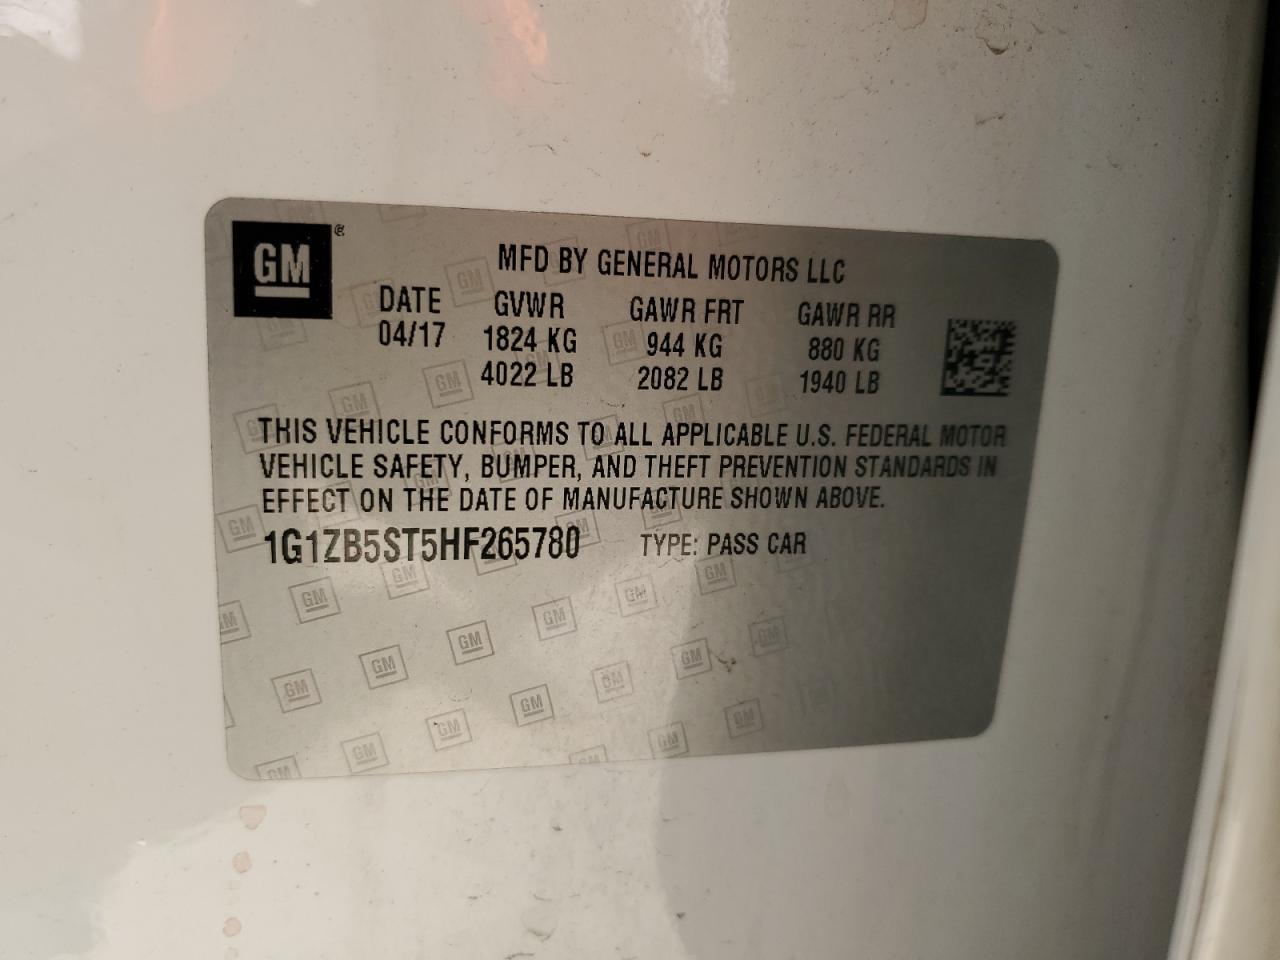 GM
MFD BY GENERAL MOTORS LLC
DATE GVWR GAWR FRT GAWR RR
04/17 1824 KG 944 KG 880 KG
4022 LB 2082 LB 1940 LB
THIS VEHICLE CONFORMS TO ALL APPLICABLE U.S. FEDERAL MOTOR
VEHICLE SAFETY, BUMPER, AND THEFT PREVENTION STANDARDS IN
EFFECT ON THE DATE OF MANUFACTURE SHOWN ABOVE.
1G1ZB5ST5HF265780 TYPE: PASS CAR